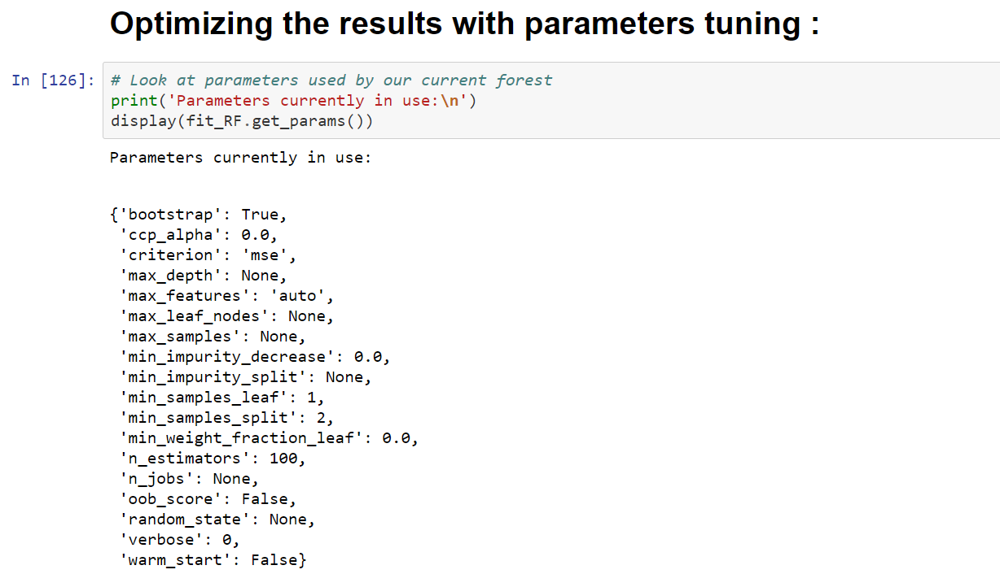 Optimizing the results with parameters tuning :
In [126]: # Look at parameters used by our current forest
print('Parameters currently in use:\n')
display(fit_RF.get_params())
Parameters currently in use:
{'bootstrap': True,
'ccp_alpha': 0.0,
'criterion': 'mse',
'max_depth': None,
'max_features': 'auto',
'max_leaf_nodes': None,
'max_samples': None,
'min_impurity_decrease': 0.0,
'min_impurity_split': None,
'min_samples_leaf': 1,
'min_samples_split': 2,
'min_weight_fraction_leaf': 0.0,
'n_estimators': 100,
'n_jobs': None,
'oob_score': False,
'random_state': None,
'verbose': 0,
'warm_start': False}